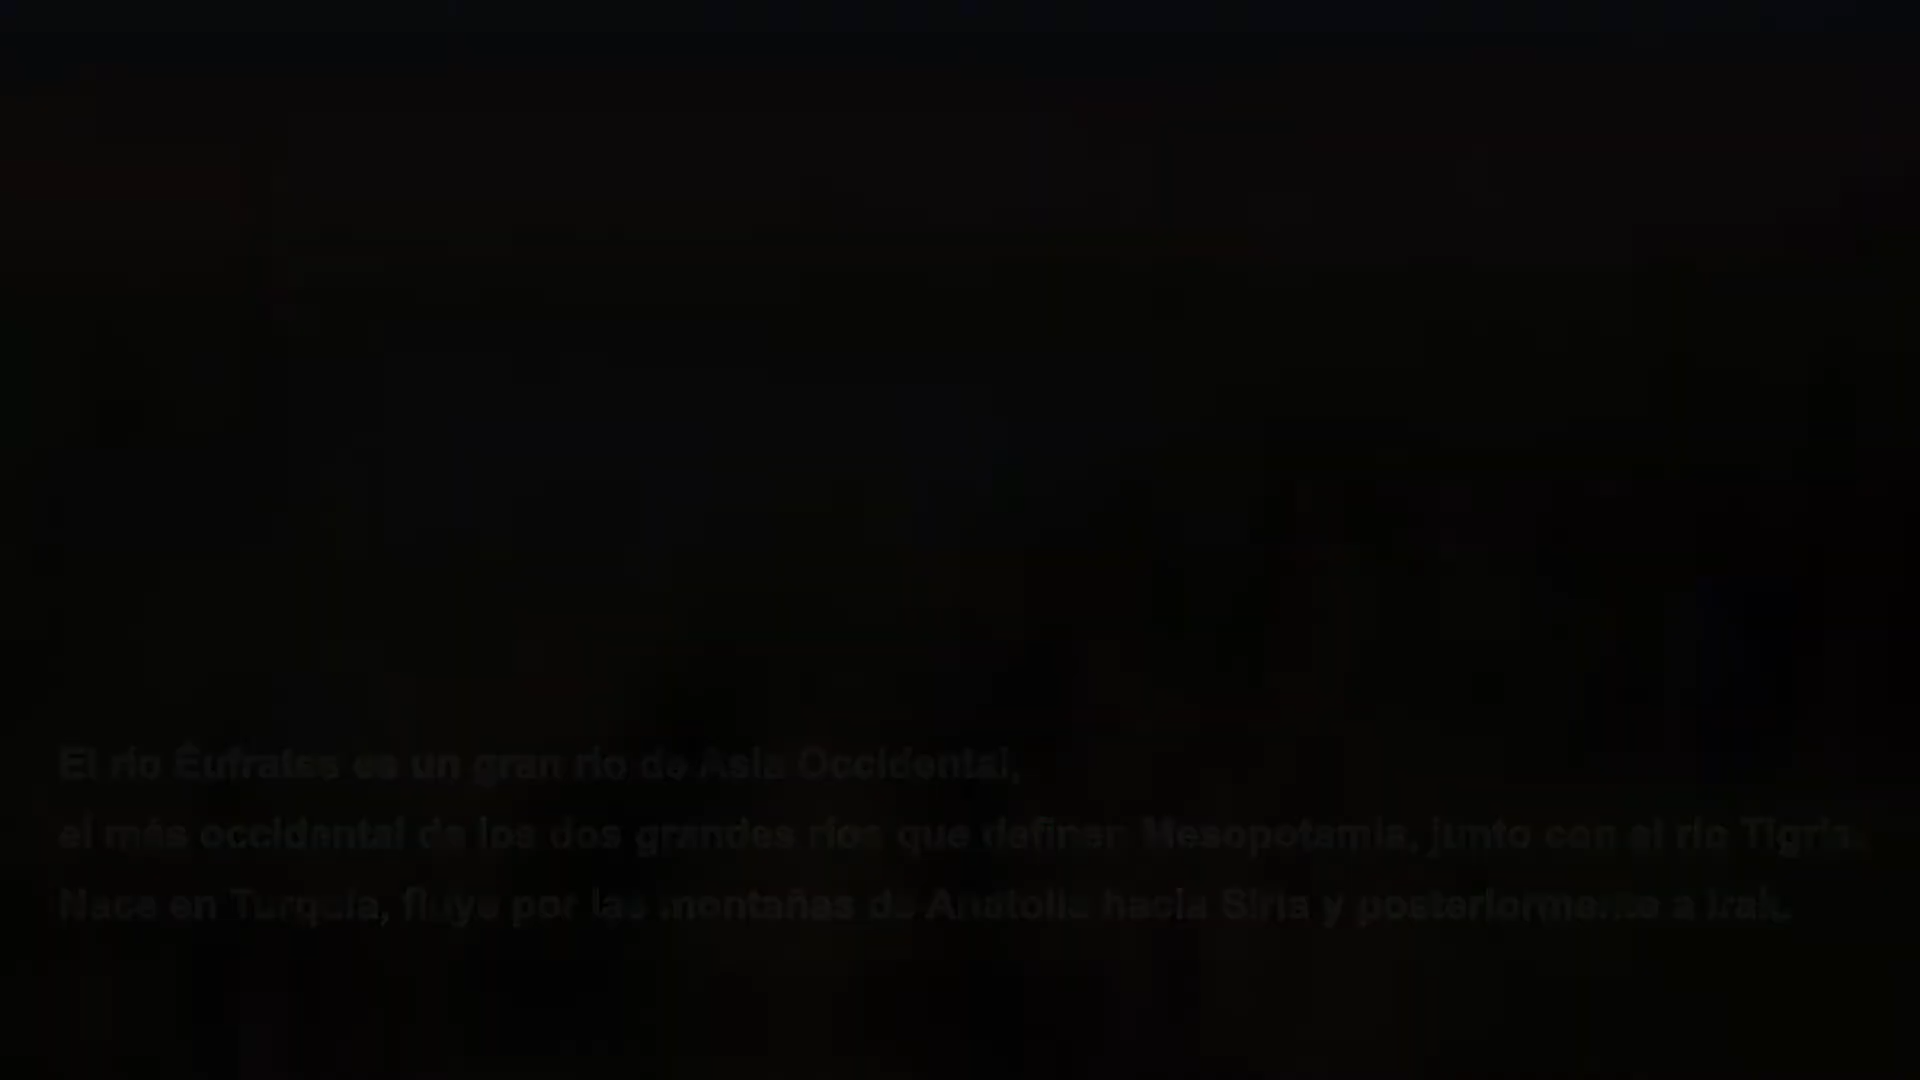 El río Éufrates es un gran río de Asia Occidental,
el más occidental de los dos grandes ríos que definen Mesopotamia, junto con el río Tigris.
Nace en Turquía, fluye por las montañas de Anatolia hacia Siria y posteriormente a Irak.